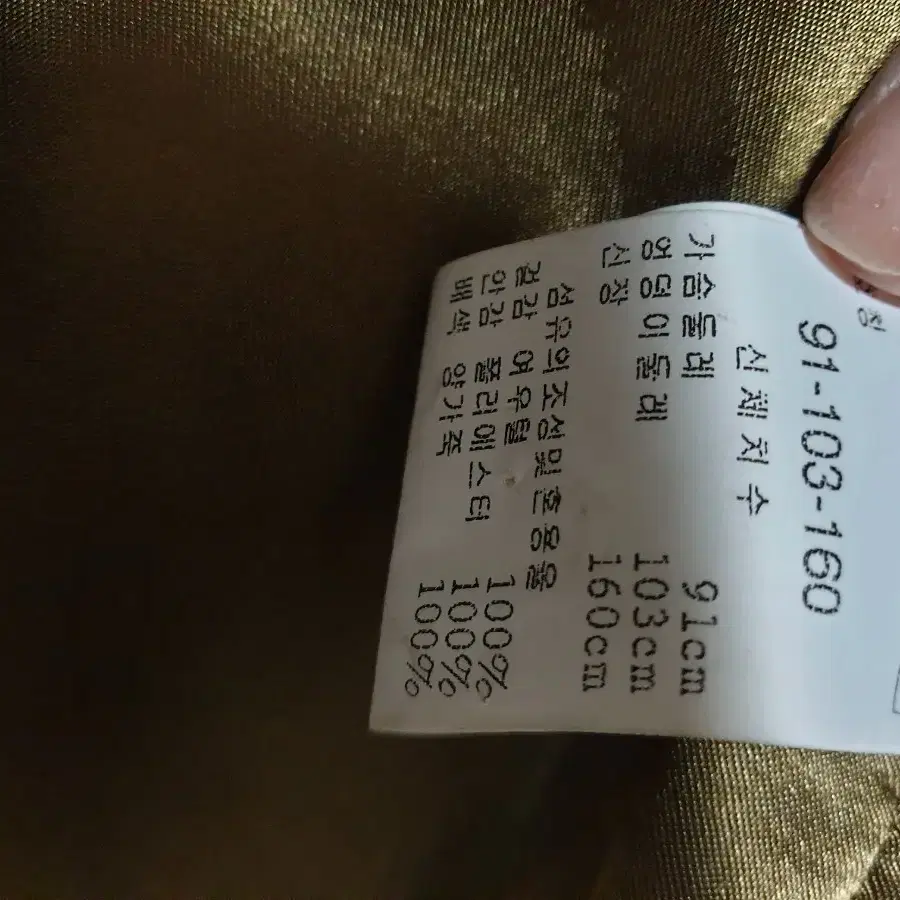 91-103-160
신체치수
가슴둘레 91cm
엉덩이둘레 103cm
신장 160cm
섬유의조성및혼용율
겉감 여우털 100%
안감 폴리에스터 100%
배색 양가죽 100%